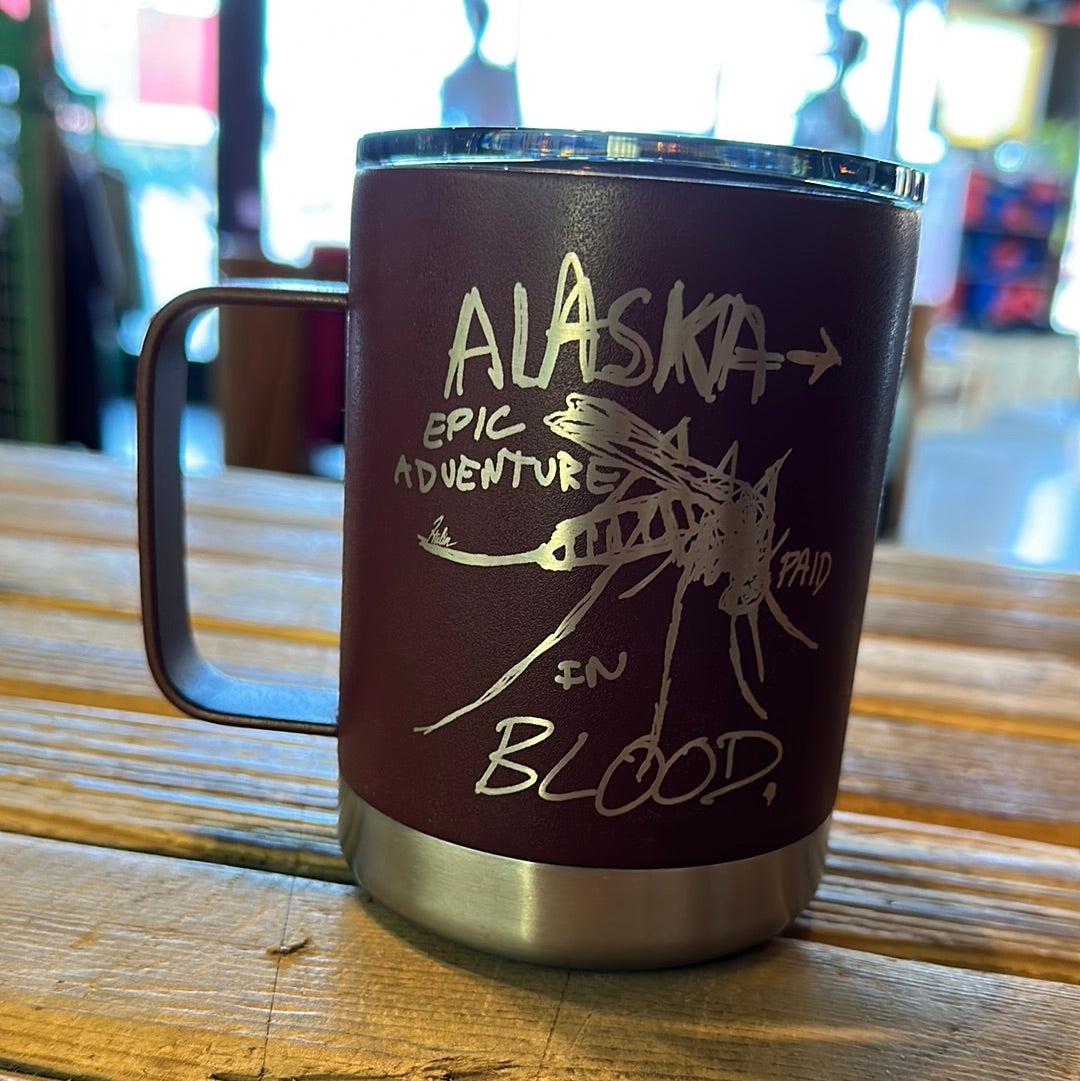 ALASKA →
EPIC
ADVENTURE
PAID
IN
BLOOD.